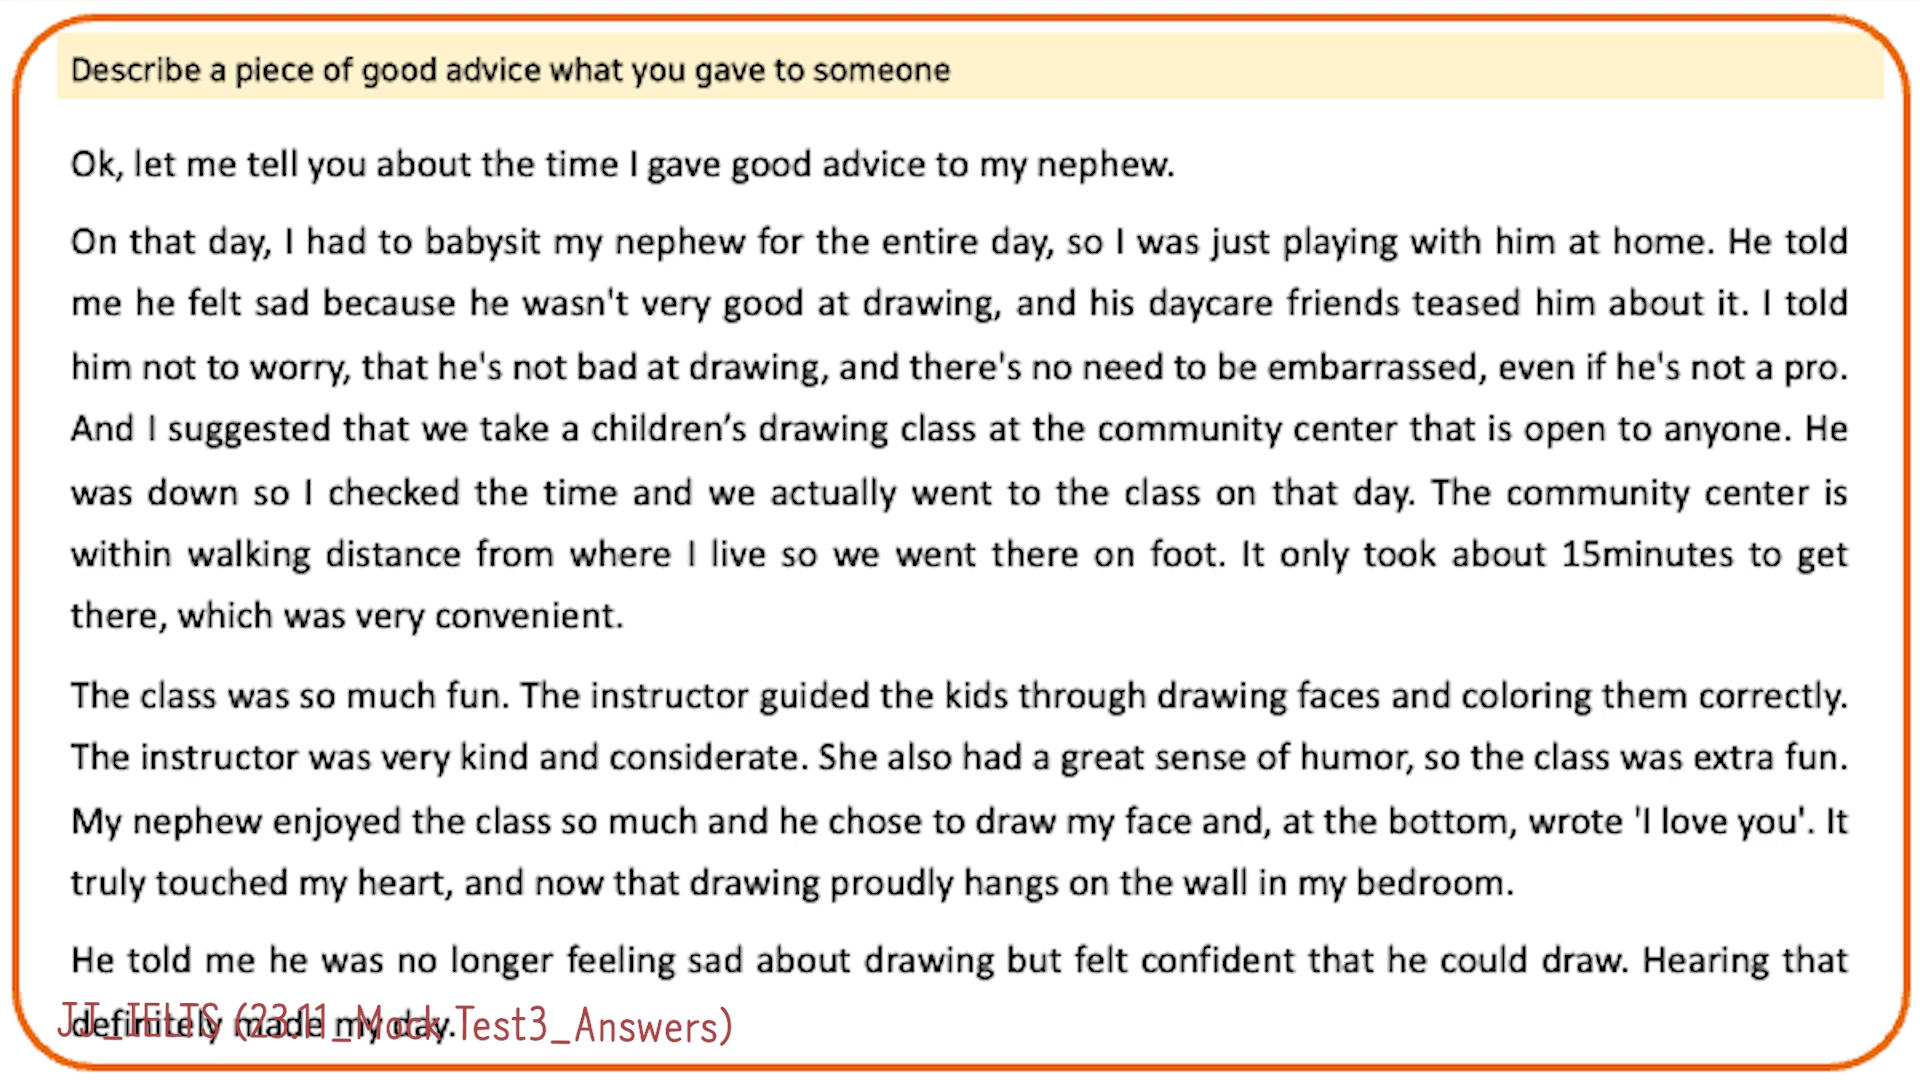 Describe a piece of good advice what you gave to someone
Ok, let me tell you about the time I gave good advice to my nephew.
On that day, I had to babysit my nephew for the entire day, so I was just playing with him at home. He told
me he felt sad because he wasn't very good at drawing, and his daycare friends teased him about it. I told
him not to worry, that he's not bad at drawing, and there's no need to be embarrassed, even if he's not a pro.
And I suggested that we take a children’s drawing class at the community center that is open to anyone. He
was down so I checked the time and we actually went to the class on that day. The community center is
within walking distance from where I live so we went there on foot. It only took about 15minutes to get
there, which was very convenient.
The class was so much fun. The instructor guided the kids through drawing faces and coloring them correctly.
The instructor was very kind and considerate. She also had a great sense of humor, so the class was extra fun.
My nephew enjoyed the class so much and he chose to draw my face and, at the bottom, wrote 'I love you'. It
truly touched my heart, and now that drawing proudly hangs on the wall in my bedroom.
He told me he was no longer feeling sad about drawing but felt confident that he could draw. Hearing that
definitely made my day.
JJ_IELTS (23.11_Mock Test3_Answers)